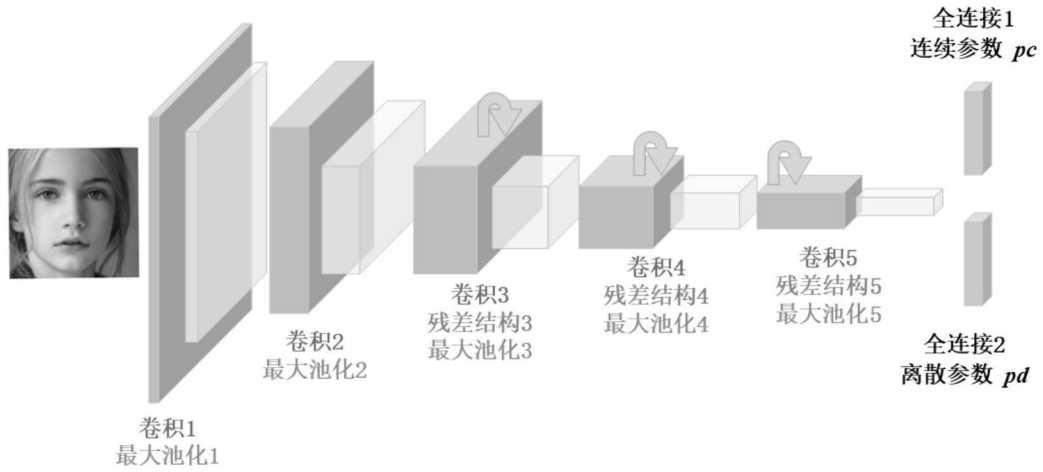 全连接1
连续参数 pc
卷积1
最大池化1
卷积2
最大池化2
卷积3
残差结构3
最大池化3
卷积4
残差结构4
最大池化4
卷积5
残差结构5
最大池化5
全连接2
离散参数 pd